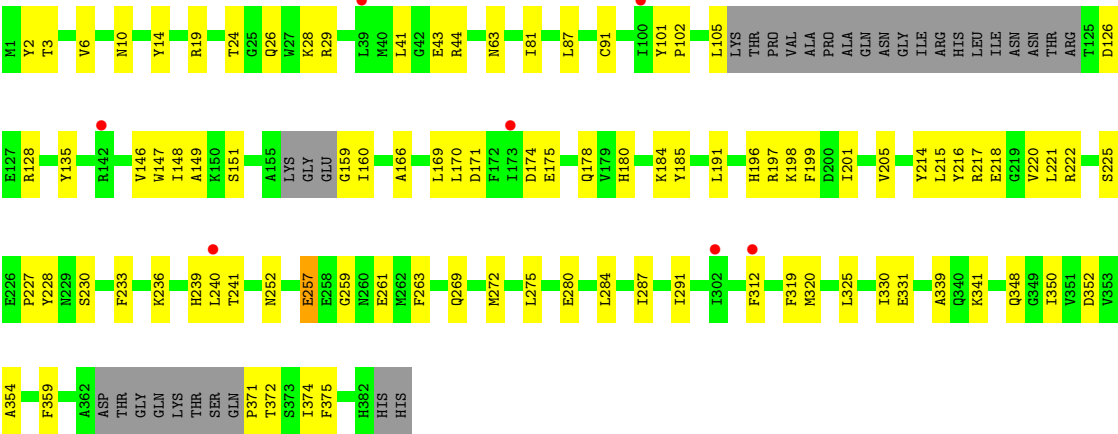 M1 Y2 T3 V6 N10 Y14 R19 T24 G25 Q26 W27 K28 R29 L39 M40 L41 G42 E43 R44 N63 I81 L87 C91 I100 Y101 P102 L105 LYS THR PRO VAL ALA PRO ALA GLN ASN GLY ILE ARG HIS LEU ILE ASN ASN THR ARG T125 D126
E127 R128 Y135 R142 V146 W147 I148 A149 K150 S151 A155 LYS GLY GLU G159 I160 A166 L169 L170 D171 F172 I173 D174 E175 Q178 V179 H180 K184 Y185 L191 H196 R197 K198 F199 D200 I201 V205 Y214 L215 Y216 R217 E218 G219 V220 L221 R222 S225
E226 P227 Y228 N229 S230 F233 K236 H239 L240 T241 N252 E257 E258 G259 N260 E261 M262 F263 Q269 M272 L275 E280 L284 I287 I291 I302 F312 F319 M320 L325 I330 E331 A339 Q340 K341 Q348 G349 I350 V351 D352 V353
A354 F359 A362 ASP THR GLY GLN LYS THR SER GLN P371 T372 S373 I374 F375 H382 HIS HIS